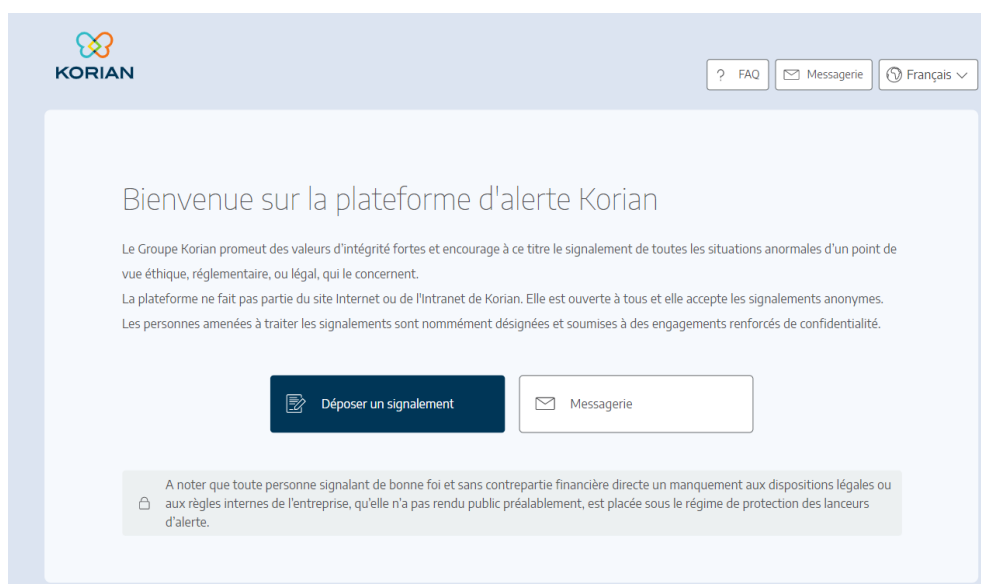 KORIAN
? FAQ
Messagerie
Français
Bienvenue sur la plateforme d'alerte Korian
Le Groupe Korian promeut des valeurs d'intégrité fortes et encourage à ce titre le signalement de toutes les situations anormales d'un point de
vue éthique, réglementaire, ou légal, qui le concernent.
La plateforme ne fait pas partie du site Internet ou de l'Intranet de Korian. Elle est ouverte à tous et elle accepte les signalements anonymes.
Les personnes amenées à traiter les signalements sont nommément désignées et soumises à des engagements renforcés de confidentialité.
Déposer un signalement
Messagerie
A noter que toute personne signalant de bonne foi et sans contrepartie financière directe un manquement aux dispositions légales ou
aux règles internes de l'entreprise, qu'elle n'a pas rendu public préalablement, est placée sous le régime de protection des lanceurs
d'alerte.